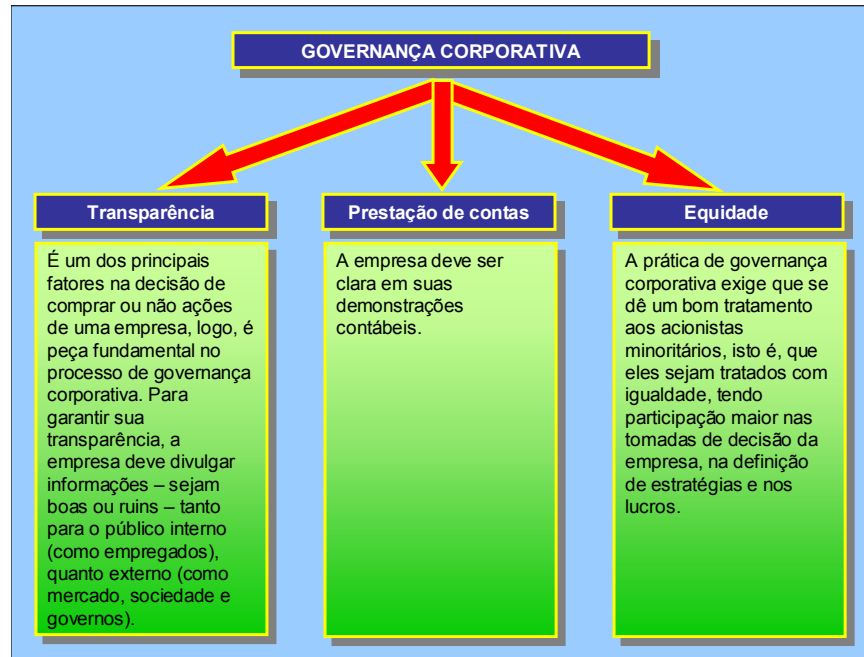 GOVERNANÇA CORPORATIVA
Transparência
É um dos principais
fatores na decisão de
comprar ou não ações
de uma empresa, logo, é
peça fundamental no
processo de governança
corporativa. Para
garantir sua
transparência, a
empresa deve divulgar
informações – sejam
boas ou ruins – tanto
para o público interno
(como empregados),
quanto externo (como
mercado, sociedade e
governos).
Prestação de contas
A empresa deve ser
clara em suas
demonstrações
contábeis.
Equidade
A prática de governança
corporativa exige que se
dê um bom tratamento
aos acionistas
minoritários, isto é, que
eles sejam tratados com
igualdade, tendo
participação maior nas
tomadas de decisão da
empresa, na definição
de estratégias e nos
lucros.